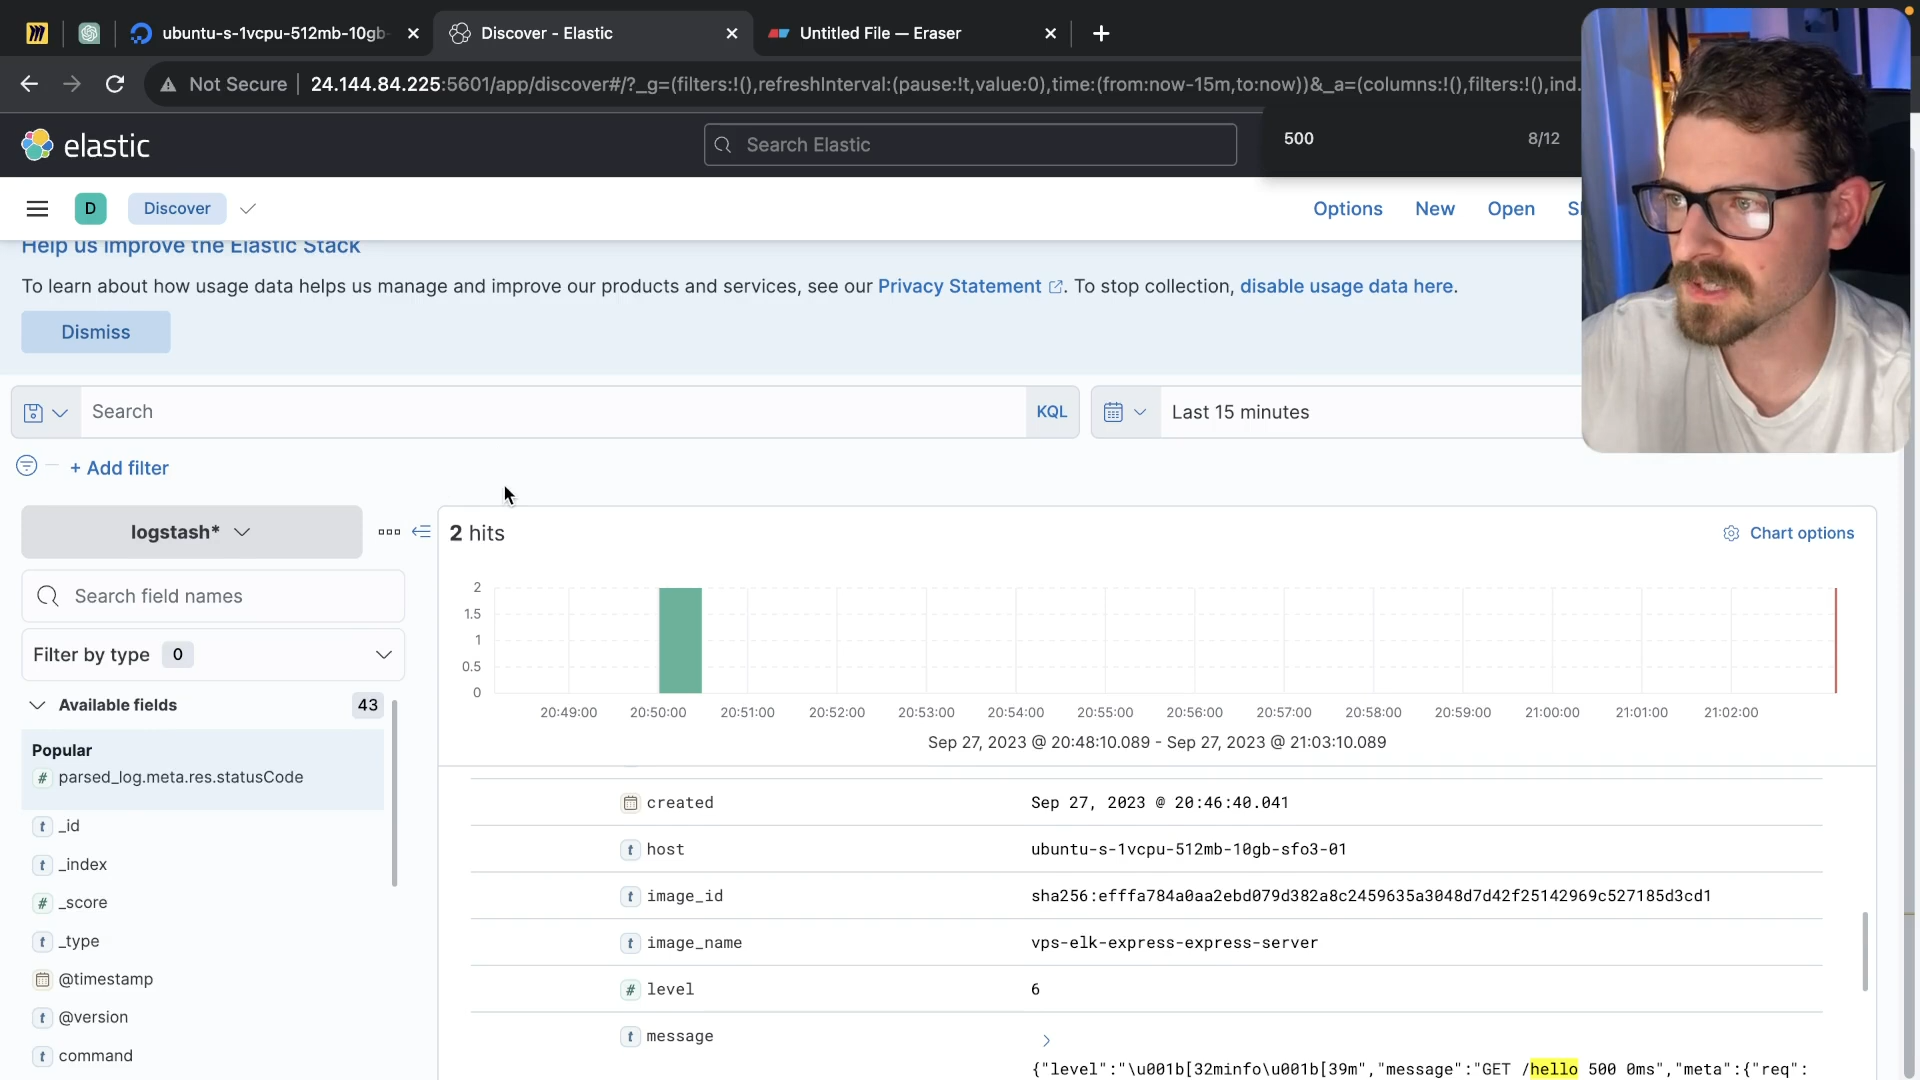 ubuntu-s-1vcpu-512mb-10gb-
Discover - Elastic
Untitled File — Eraser
Not Secure
24.144.84.225:5601/app/discover#/?_g=(filters:!(),refreshInterval:(pause:!t,value:0),time:(from:now-15m,to:now))&_a=(columns:!(),filters:!(),ind.
500 8/12
elastic
Search Elastic
D
Discover
Options
New
Open
Help us improve the Elastic Stack
To learn about how usage data helps us manage and improve our products and services, see our Privacy Statement. To stop collection, disable usage data here.
Dismiss
Search
KQL
Last 15 minutes
+ Add filter
logstash*
2 hits
Chart options
Search field names
Filter by type 0
Available fields 43
Popular
# parsed_log.meta.res.statusCode
t _id
t _index
# _score
t _type
@timestamp
t @version
t command
2
1.5
1
0.5
0
20:49:00 20:50:00 20:51:00 20:52:00 20:53:00 20:54:00 20:55:00 20:56:00 20:57:00 20:58:00 20:59:00 21:00:00 21:01:00 21:02:00
Sep 27, 2023 @ 20:48:10.089 - Sep 27, 2023 @ 21:03:10.089
created Sep 27, 2023 @ 20:46:40.041
t host ubuntu-s-1vcpu-512mb-10gb-sfo3-01
t image_id sha256:efffa784a0aa2ebd079d382a8c2459635a3048d7d42f25142969c527185d3cd1
t image_name vps-elk-express-express-server
# level 6
t message
{"level":"\u001b[32minfo\u001b[39m","message":"GET /hello 500 0ms","meta":{"req":